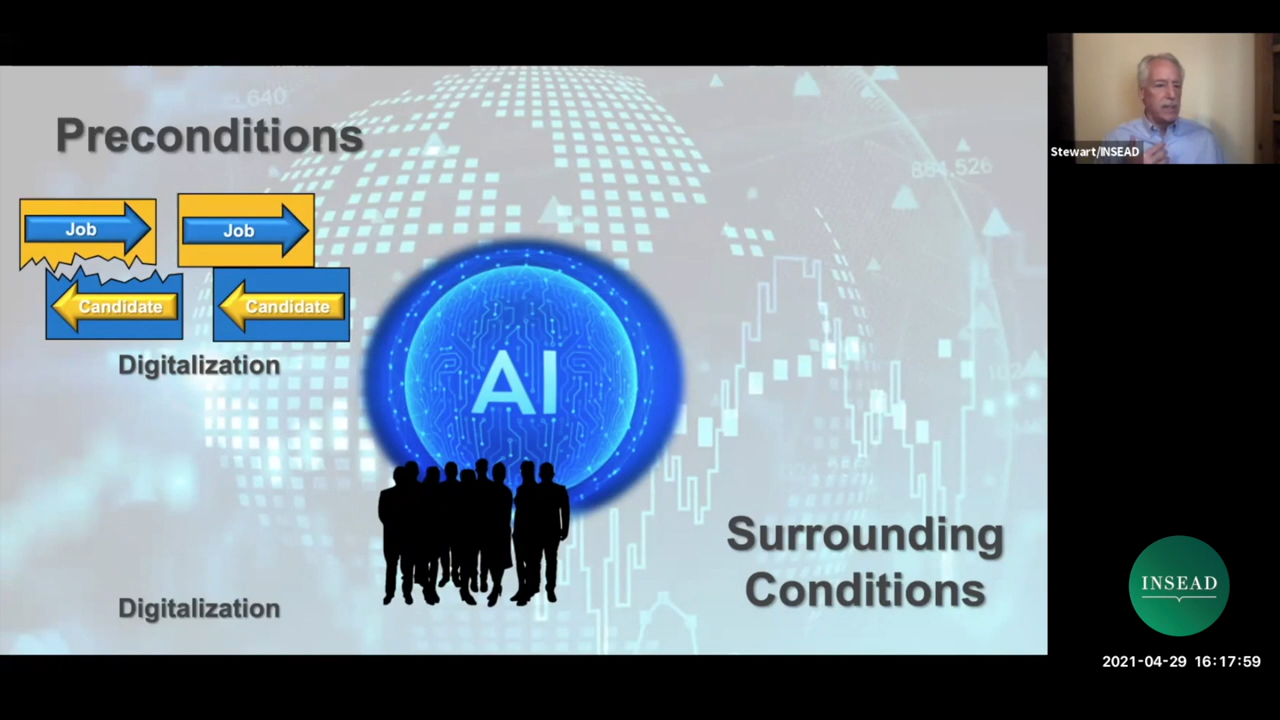 640
Preconditions
Stewart/INSEAD
Job
Job
Candidate
Candidate
Digitalization
AI
Surrounding
Conditions
Digitalization
INSEAD
2021-04-29 16:17:59